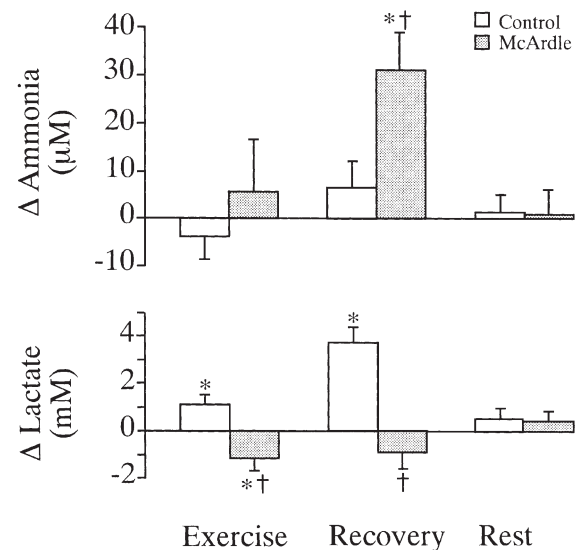 Control
McArdle
Δ Ammonia
(μM)
40
30
20
10
0
-10
*†
Δ Lactate
(mM)
4
2
0
-2
*
*
*†
†
Exercise Recovery Rest